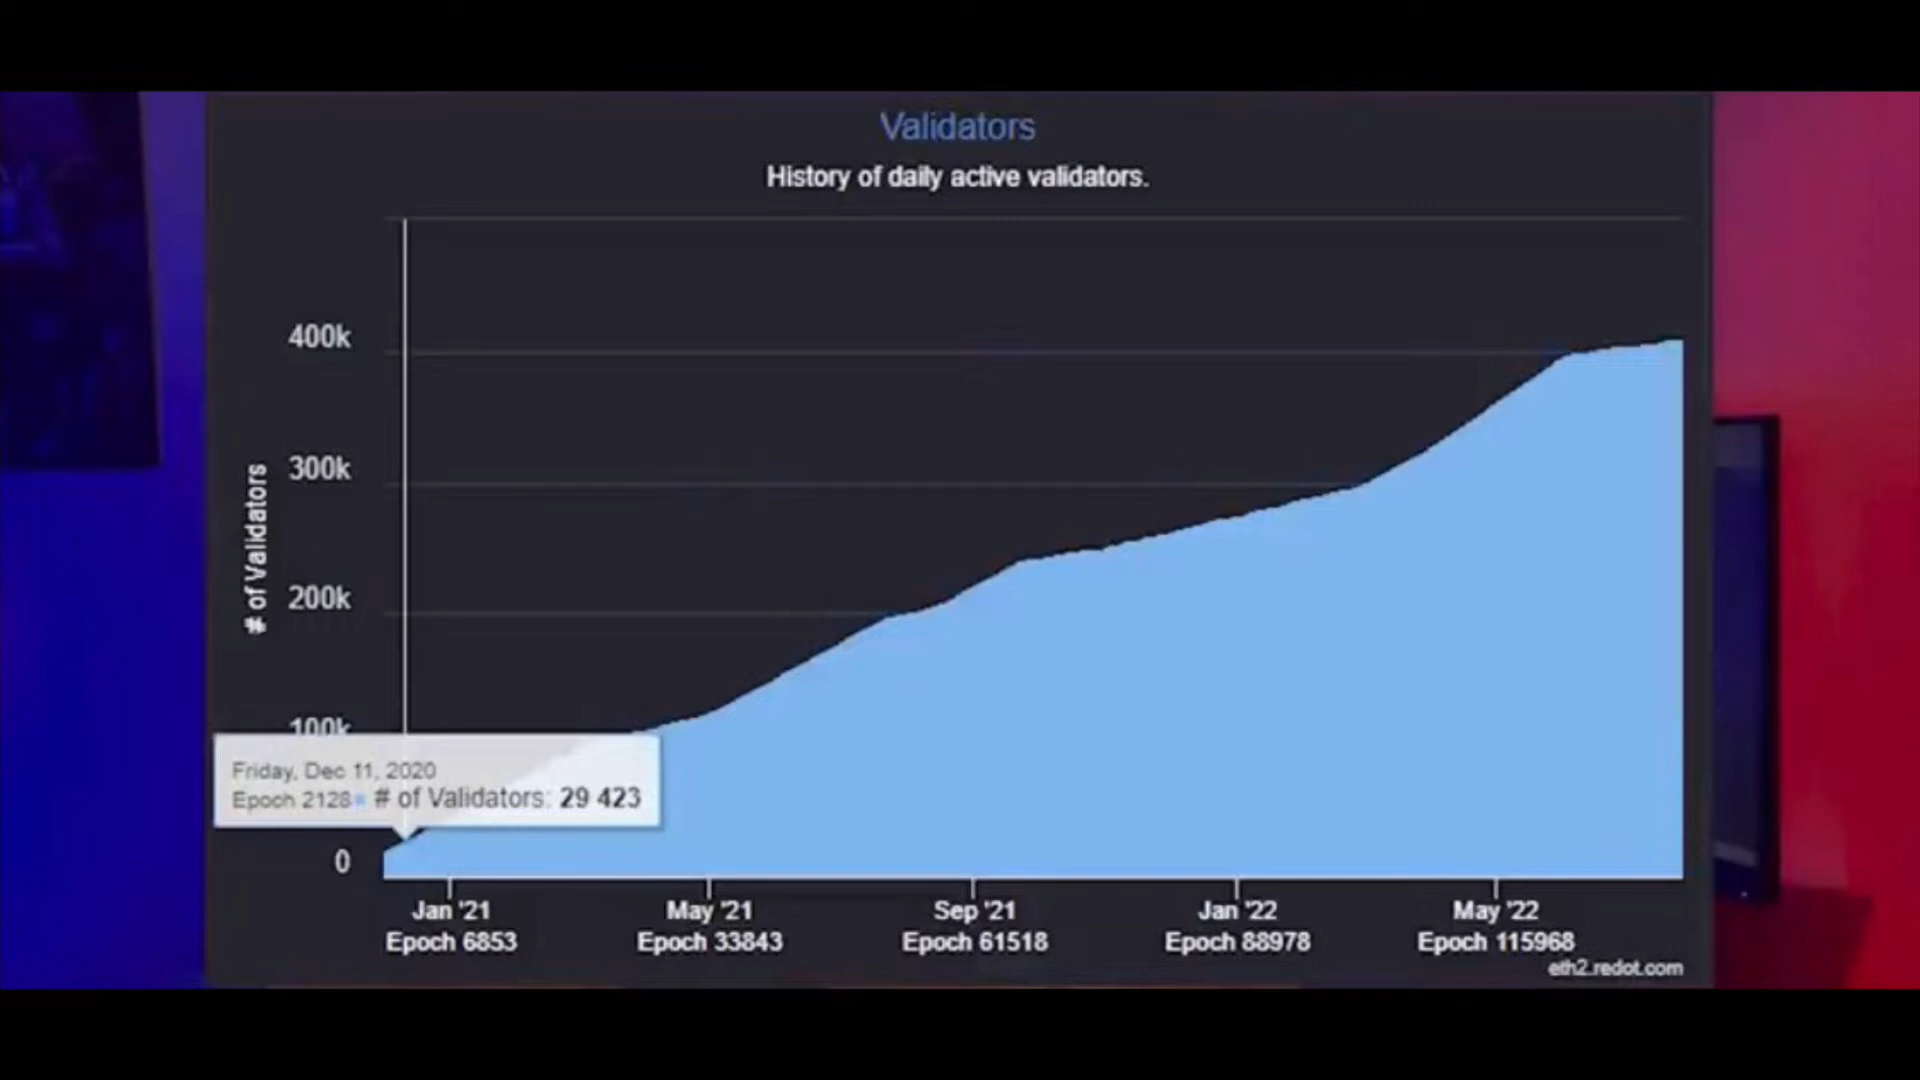 Validators
History of daily active validators.
# of Validators
400k
300k
200k
100k
0
Friday, Dec 11, 2020
Epoch 2128 # of Validators: 29 423
Jan '21
Epoch 6853
May '21
Epoch 33843
Sep '21
Epoch 61518
Jan '22
Epoch 88978
May '22
Epoch 115968
eth2.redot.com